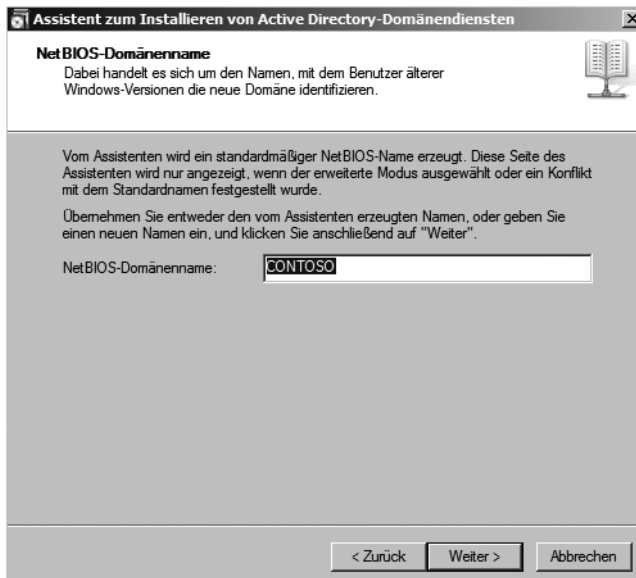 Assistent zum Installieren von Active Directory-Domänendiensten
NetBIOS-Domänenname
Dabei handelt es sich um den Namen, mit dem Benutzer älterer
Windows-Versionen die neue Domäne identifizieren.
Vom Assistenten wird ein standardmäßiger NetBIOS-Name erzeugt. Diese Seite des
Assistenten wird nur angezeigt, wenn der erweiterte Modus ausgewählt oder ein Konflikt
mit dem Standardnamen festgestellt wurde.
Übernehmen Sie entweder den vom Assistenten erzeugten Namen, oder geben Sie
einen neuen Namen ein, und klicken Sie anschließend auf "Weiter".
NetBIOS-Domänenname: CONTOSO
< Zurück Weiter > Abbrechen